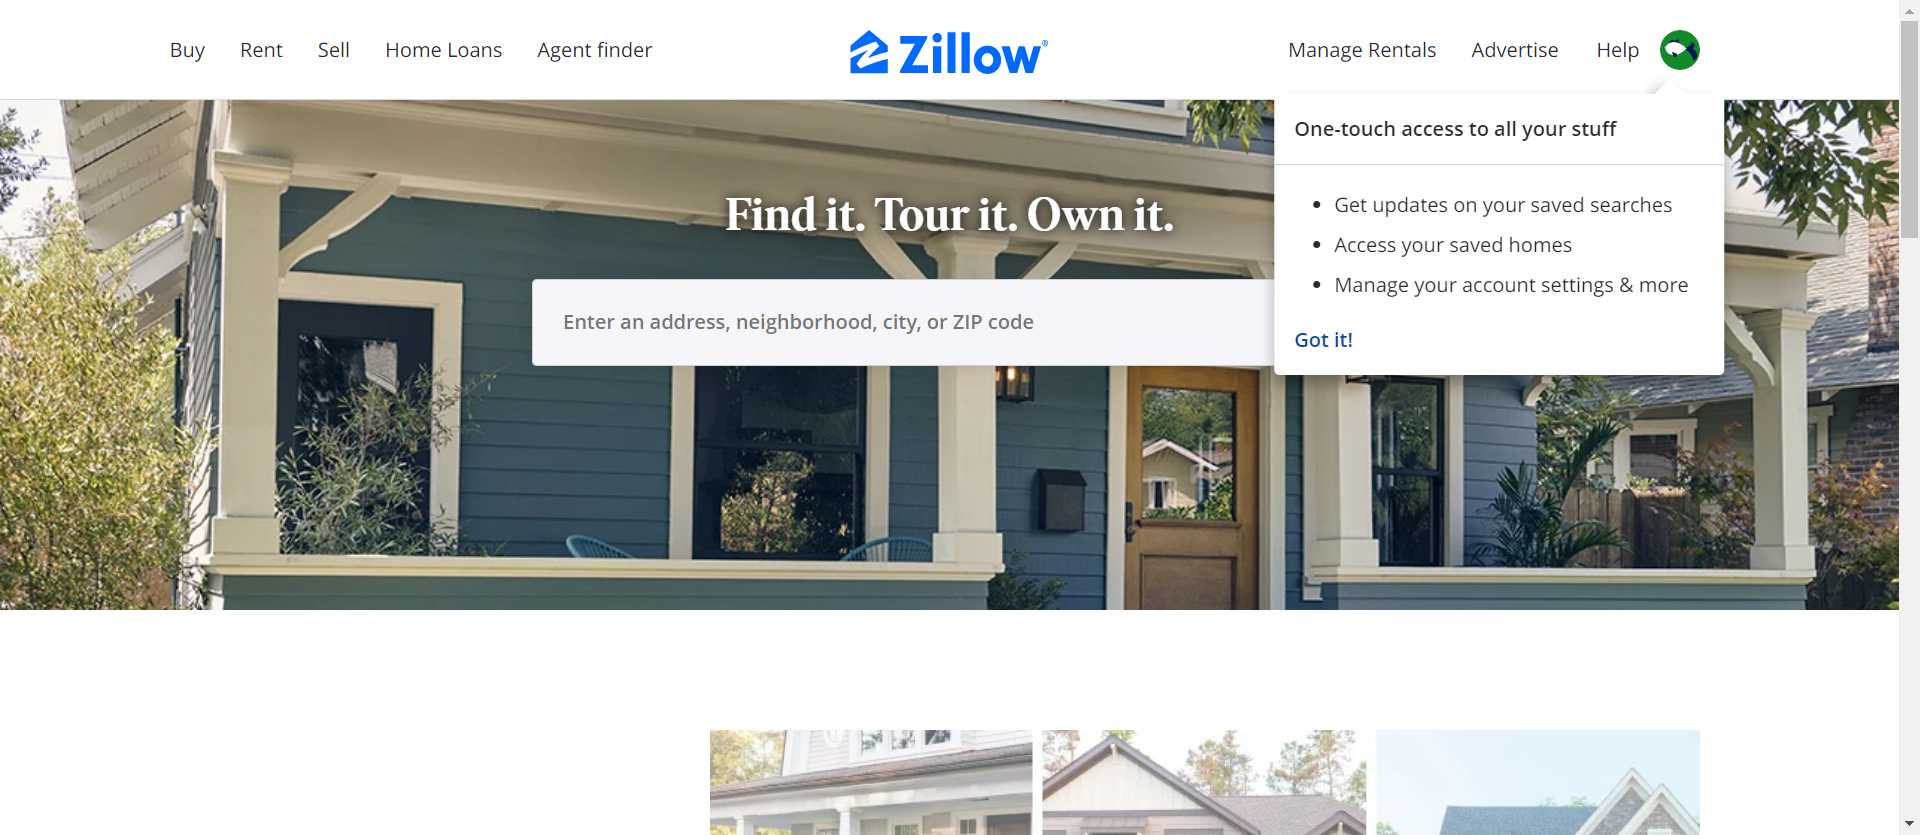 Buy
Rent
Sell
Home Loans
Agent finder
Zillow®
Manage Rentals
Advertise
Help
One-touch access to all your stuff
• Get updates on your saved searches
• Access your saved homes
• Manage your account settings & more
Got it!
Find it. Tour it. Own it.
Enter an address, neighborhood, city, or ZIP code